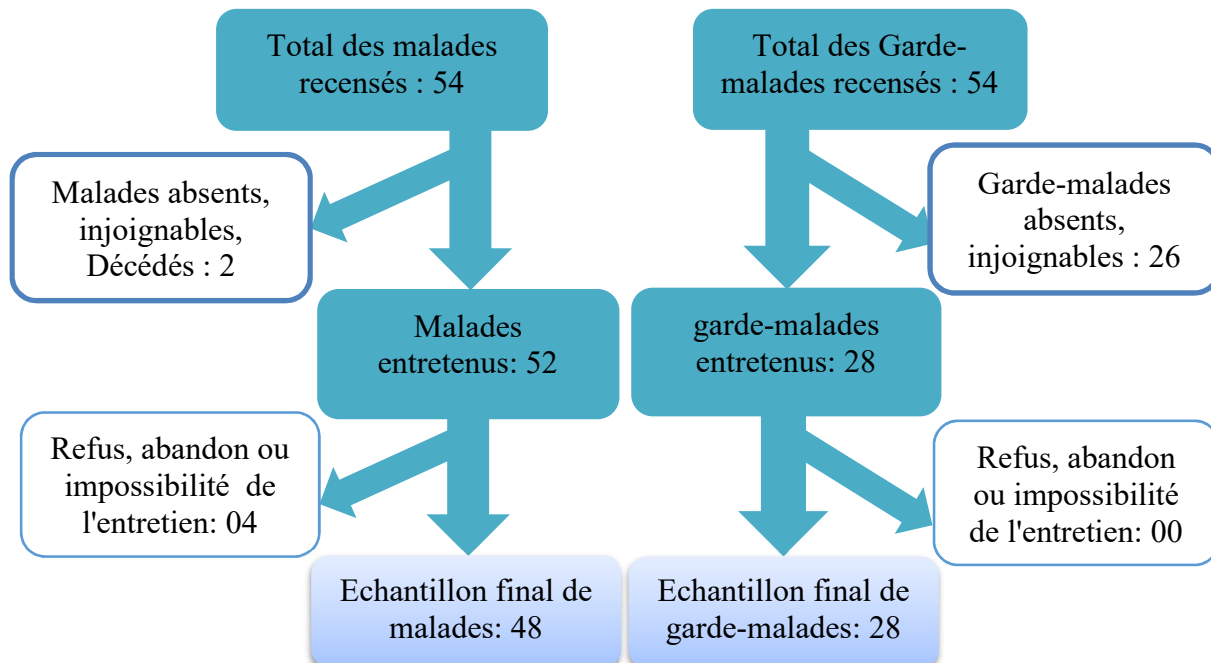 Total des malades
recensés : 54
Total des Garde-
malades recensés : 54
Malades absents,
injoignables,
Décédés : 2
Garde-malades
absents,
injoignables : 26
Malades
entretenus: 52
garde-malades
entretenus: 28
Refus, abandon ou
impossibilité de
l'entretien: 04
Refus, abandon
ou impossibilité
de l'entretien: 00
Echantillon final de
malades: 48
Echantillon final de
garde-malades: 28